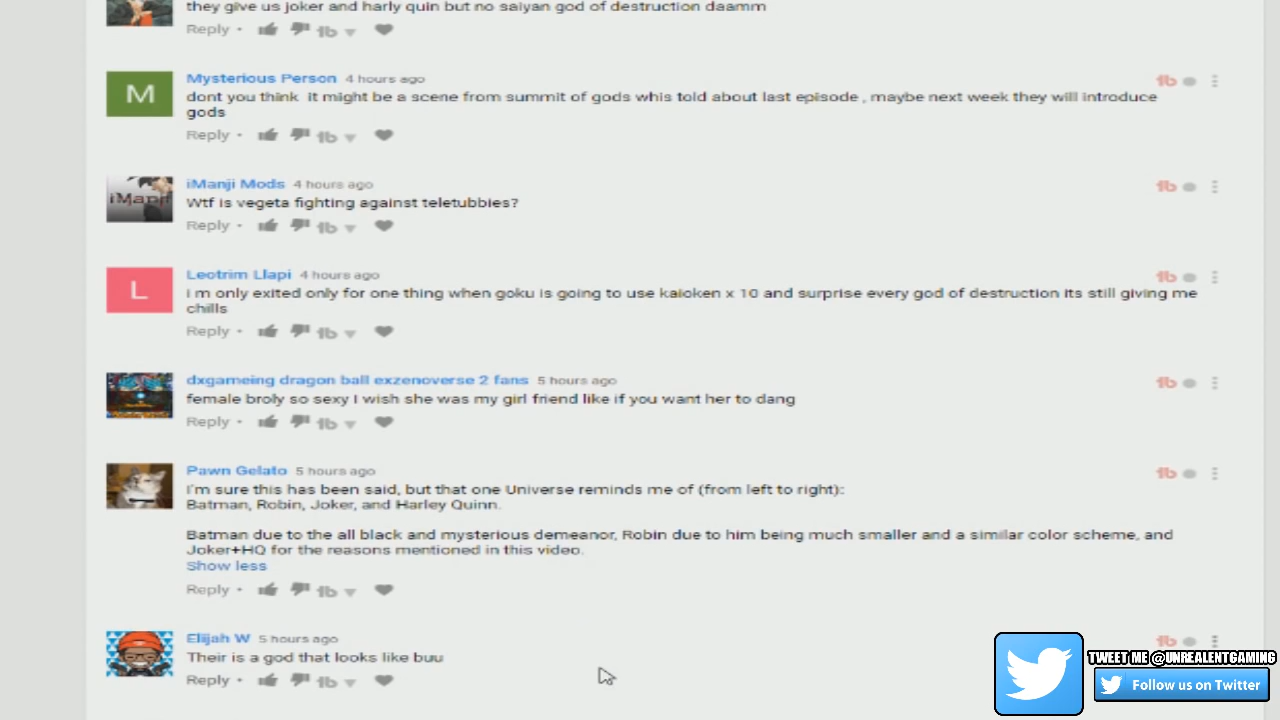 they give us joker and harly quin but no saiyan god of destruction daamm
Reply •
M
Mysterious Person 4 hours ago
dont you think it might be a scene from summit of gods whis told about last episode , maybe next week they will introduce
gods
Reply •
iManji
iManji Mods 4 hours ago
Wtf is vegeta fighting against teletubbies?
Reply •
L
Leotrim Llapi 4 hours ago
i m only exited only for one thing when goku is going to use kaioken x 10 and surprise every god of destruction its still giving me
chills
Reply •
dxgameing dragon ball exzenoverse 2 fans 5 hours ago
female broly so sexy I wish she was my girl friend like if you want her to dang
Reply •
Pawn Gelato 5 hours ago
I'm sure this has been said, but that one Universe reminds me of (from left to right):
Batman, Robin, Joker, and Harley Quinn.
Batman due to the all black and mysterious demeanor, Robin due to him being much smaller and a similar color scheme, and
Joker+HQ for the reasons mentioned in this video.
Show less
Reply •
Elijah W 5 hours ago
Their is a god that looks like buu
Reply •
TWEET ME @UNREALENTGAMING
Follow us on Twitter